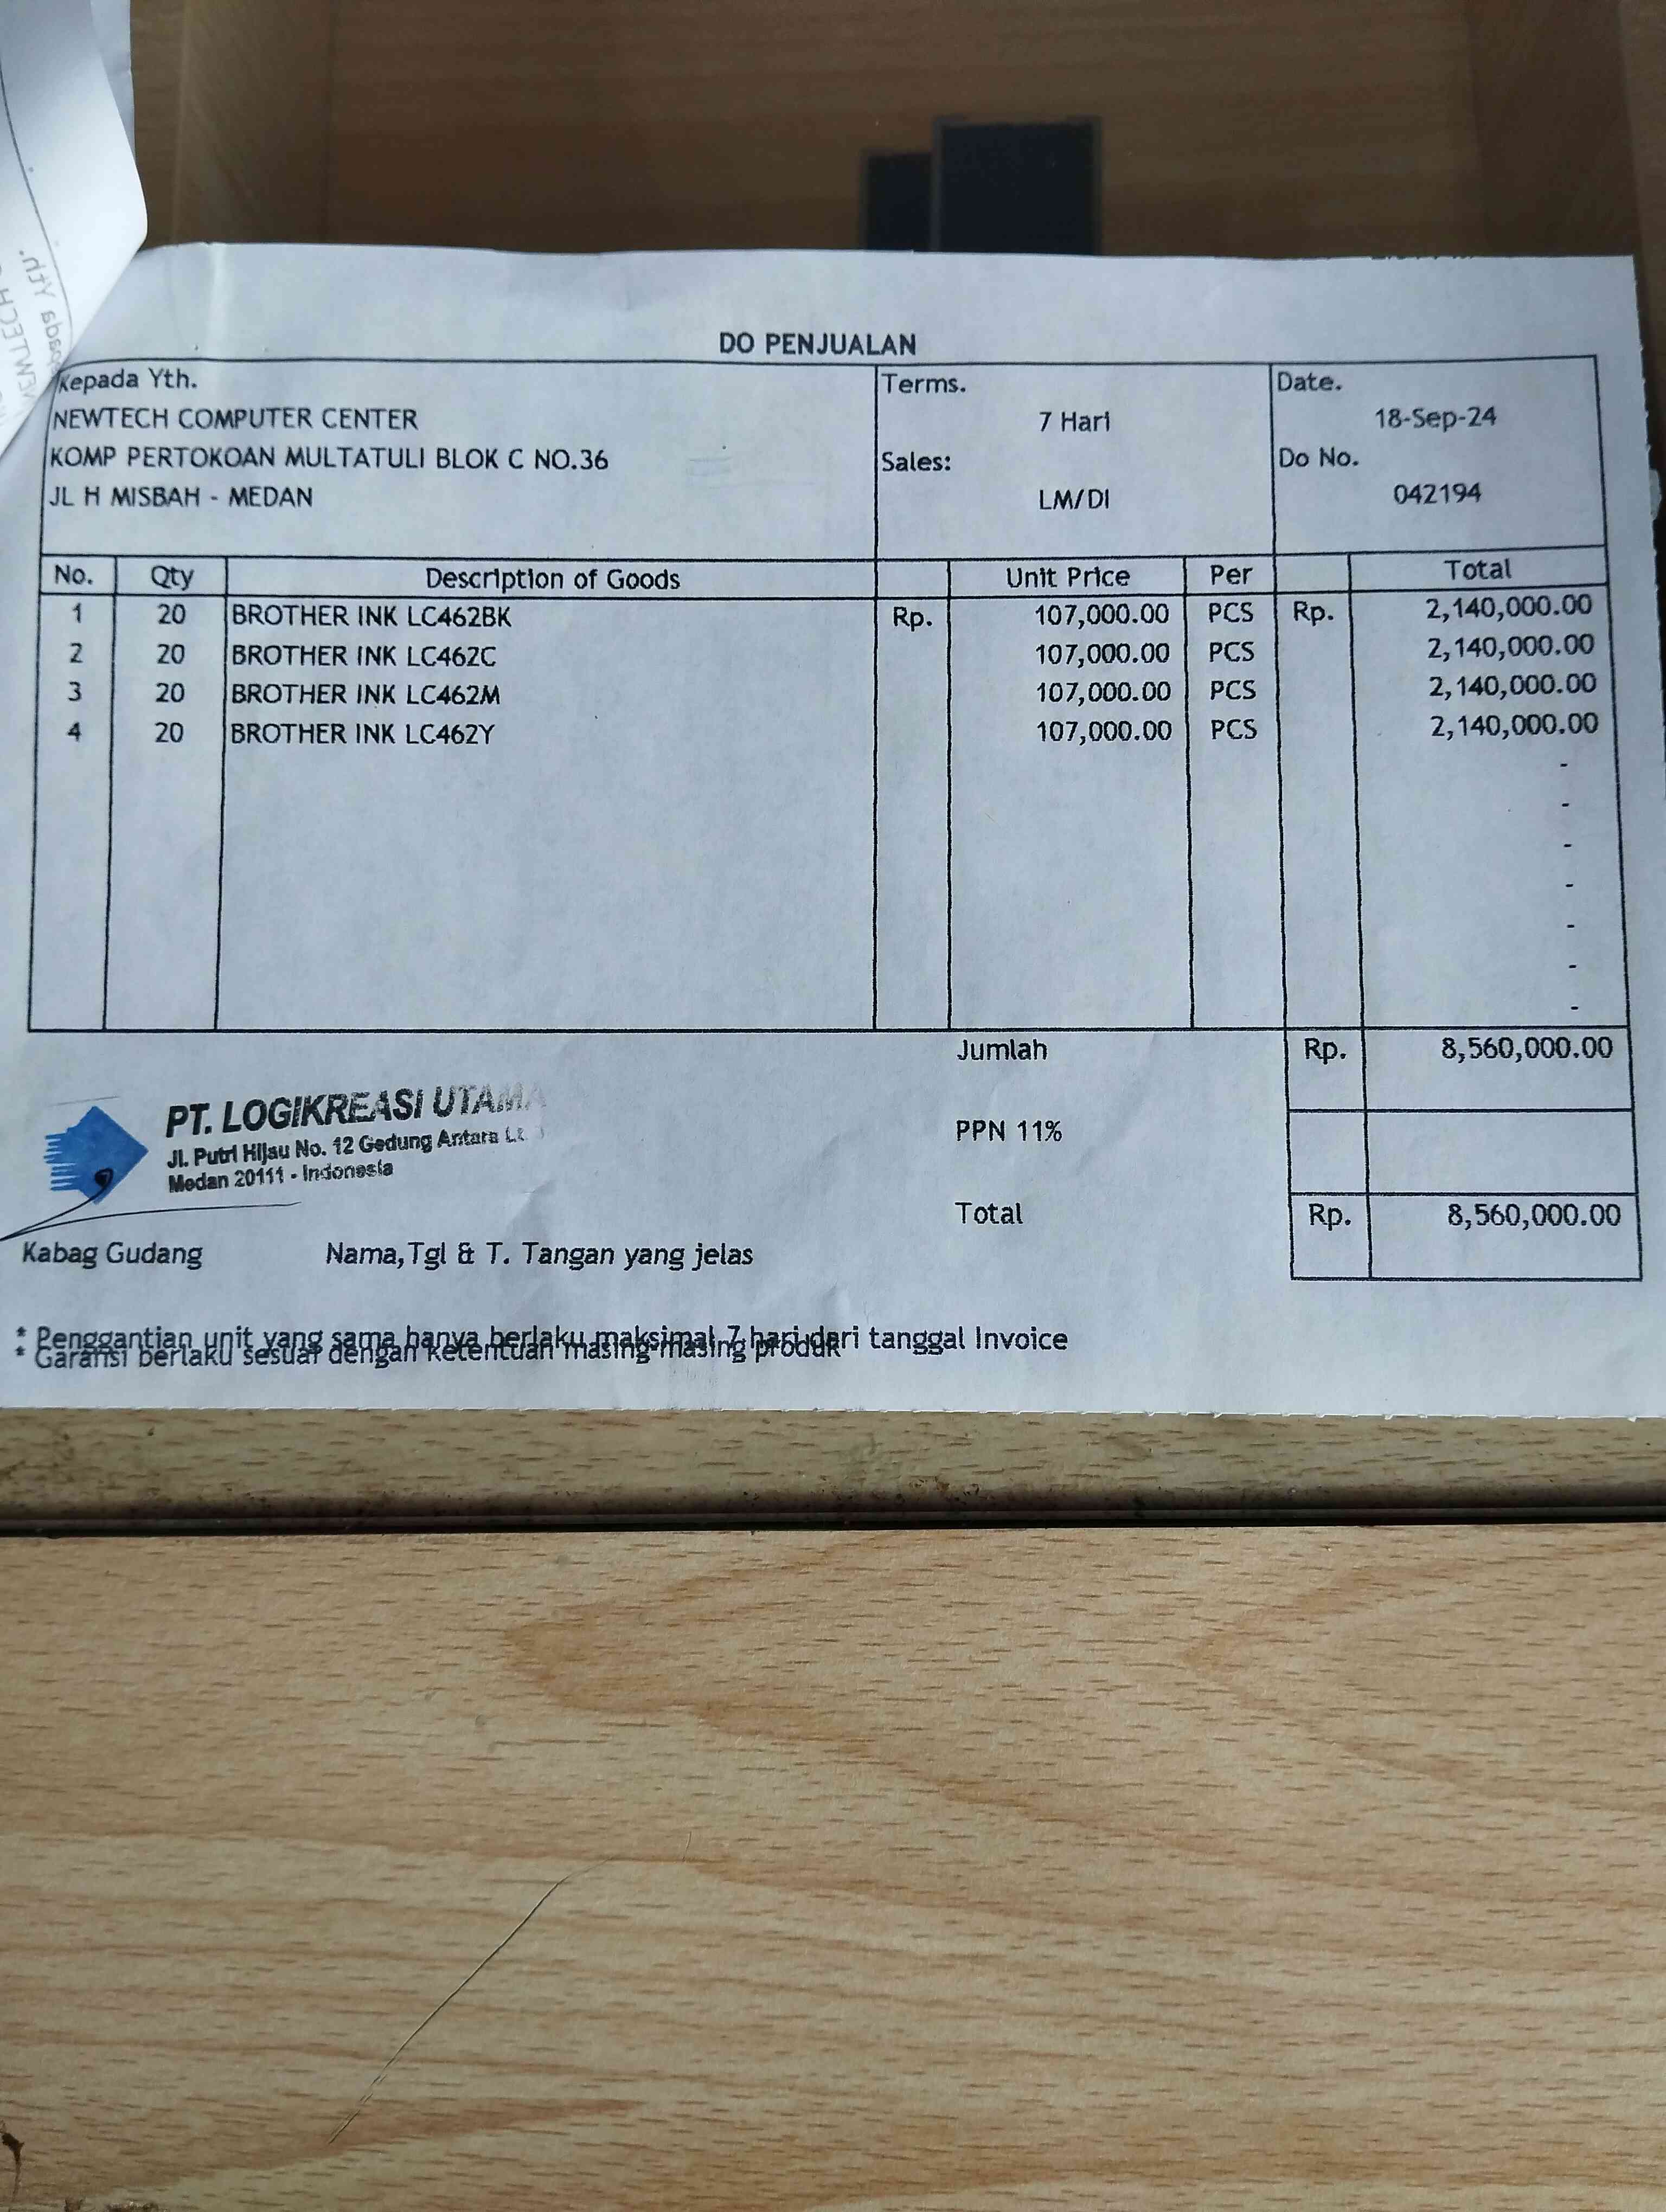 DO PENJUALAN
Kepada Yth.
NEWTECH COMPUTER CENTER
KOMP PERTOKOAN MULTATULI BLOK C NO.36
JL H MISBAH - MEDAN
Terms.
7 Hari
Sales:
LM/DI
Date.
18-Sep-24
Do No.
042194
No. Qty Description of Goods Unit Price Per Total
1 20 BROTHER INK LC462BK Rp. 107,000.00 PCS Rp. 2,140,000.00
2 20 BROTHER INK LC462C 107,000.00 PCS 2,140,000.00
3 20 BROTHER INK LC462M 107,000.00 PCS 2,140,000.00
4 20 BROTHER INK LC462Y 107,000.00 PCS 2,140,000.00
-
-
-
-
-
-
-
Jumlah Rp. 8,560,000.00
PPN 11%
Total Rp. 8,560,000.00
PT. LOGIKREASI UTAMA
Jl. Putri Hijau No. 12 Gedung Antara Lt.
Medan 20111 - Indonesia
Kabag Gudang Nama,Tgl & T. Tangan yang jelas
* Penggantian unit yang sama hanya berlaku maksimal 7 hari dari tanggal Invoice
* Garansi berlaku sesuai dengan ketentuan masing-masing produk